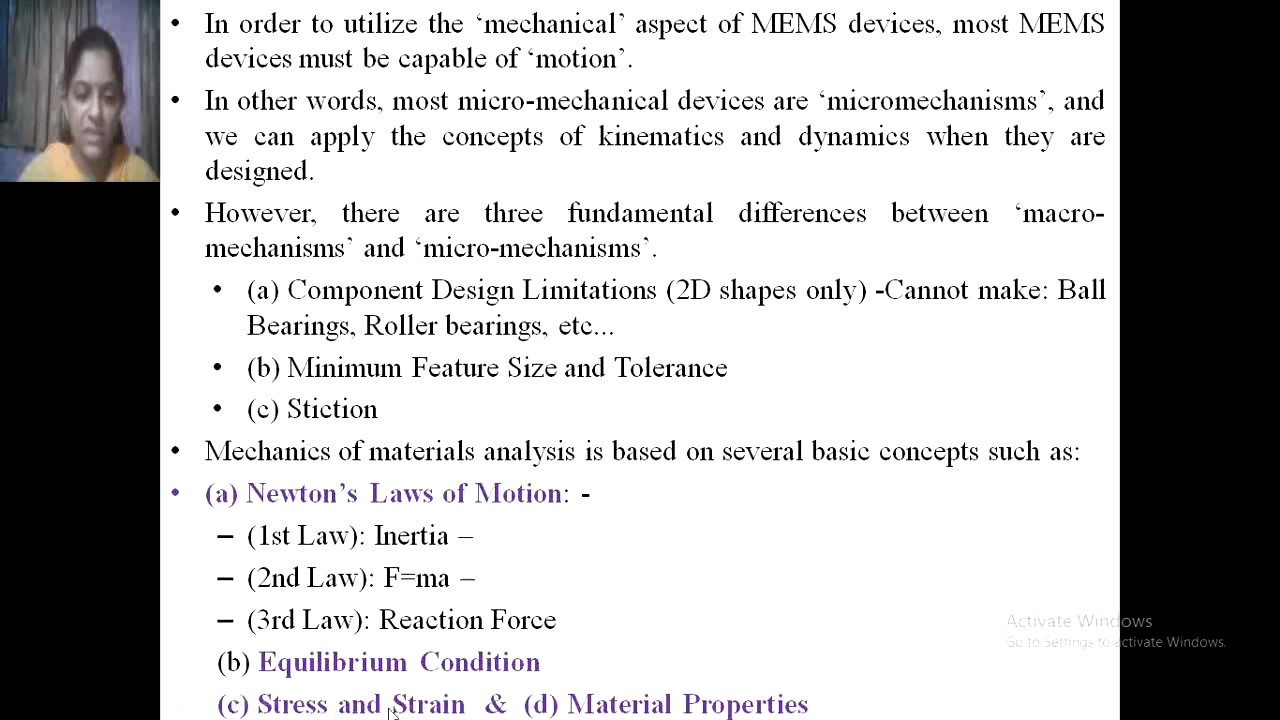 • In order to utilize the ‘mechanical’ aspect of MEMS devices, most MEMS
devices must be capable of ‘motion’.
• In other words, most micro-mechanical devices are ‘micromechanisms’, and
we can apply the concepts of kinematics and dynamics when they are
designed.
• However, there are three fundamental differences between ‘macro-
mechanisms’ and ‘micro-mechanisms’.
• (a) Component Design Limitations (2D shapes only) -Cannot make: Ball
Bearings, Roller bearings, etc...
• (b) Minimum Feature Size and Tolerance
• (c) Stiction
• Mechanics of materials analysis is based on several basic concepts such as:
• (a) Newton’s Laws of Motion: -
– (1st Law): Inertia –
– (2nd Law): F=ma –
– (3rd Law): Reaction Force
(b) Equilibrium Condition
(c) Stress and Strain & (d) Material Properties
Activate Windows
Go to Settings to activate Windows.